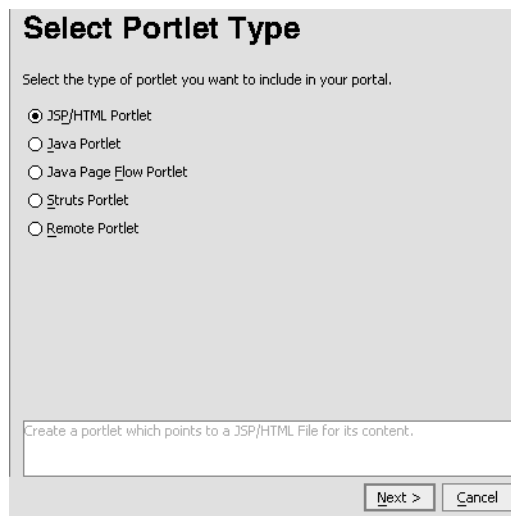 Select Portlet Type
Select the type of portlet you want to include in your portal.
JSP/HTML Portlet
Java Portlet
Java Page Flow Portlet
Struts Portlet
Remote Portlet
Create a portlet which points to a JSP/HTML File for its content.
Next >
Cancel